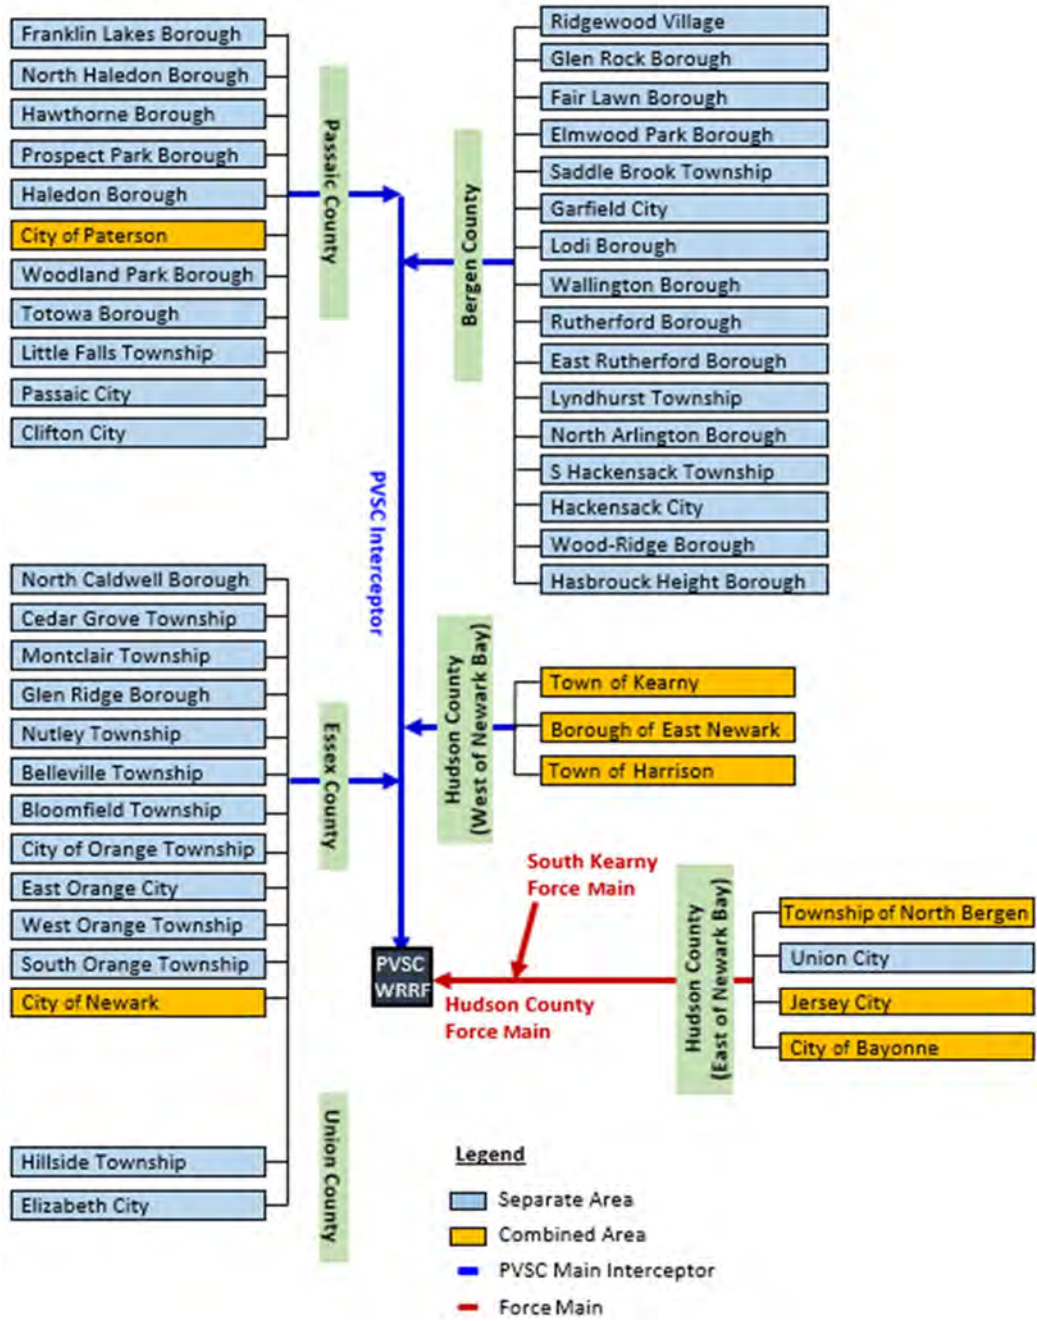 Franklin Lakes Borough
North Haledon Borough
Hawthorne Borough
Prospect Park Borough
Haledon Borough
City of Paterson
Woodland Park Borough
Totowa Borough
Little Falls Township
Passaic City
Clifton City
Passaic County
Bergen County
Ridgewood Village
Glen Rock Borough
Fair Lawn Borough
Elmwood Park Borough
Saddle Brook Township
Garfield City
Lodi Borough
Wallington Borough
Rutherford Borough
East Rutherford Borough
Lyndhurst Township
North Arlington Borough
S Hackensack Township
Hackensack City
Wood-Ridge Borough
Hasbrouck Height Borough
PVSC Interceptor
North Caldwell Borough
Cedar Grove Township
Montclair Township
Glen Ridge Borough
Nutley Township
Belleville Township
Bloomfield Township
City of Orange Township
East Orange City
West Orange Township
South Orange Township
City of Newark
Essex County
Hudson County
(West of Newark Bay)
Town of Kearny
Borough of East Newark
Town of Harrison
South Kearny
Force Main
PVSC
WRRF
Hudson County
Force Main
Hudson County
(East of Newark Bay)
Township of North Bergen
Union City
Jersey City
City of Bayonne
Hillside Township
Elizabeth City
Union County
Legend
Separate Area
Combined Area
PVSC Main Interceptor
Force Main